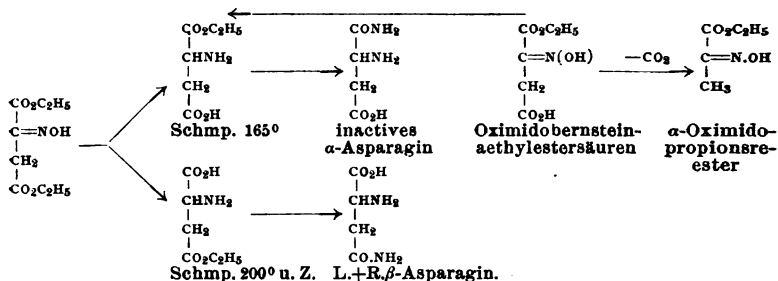 CO₂C₂H₅ CONH₂ CO₂C₂H₅ CO₂C₂H₅
CHNH₂ CHNH₂ C=N(OH) —CO₂ C=N.OH
CH₂ CH₂ CH₂ CH₃
CO₂H CO₂H CO₂H
Schmp. 165⁰ inactives Oximidobernstein- α-Oximido-
α-Asparagin aethylestersäuren propionsre-
ester
CO₂C₂H₅
C=NOH
CH₂
CO₂C₂H₅
CO₂H CO₂H
CHNH₂ CHNH₂
CH₂ CH₂
CO₂C₂H₅ CO.NH₂
Schmp. 200⁰ u. Z. L.+R.β-Asparagin.